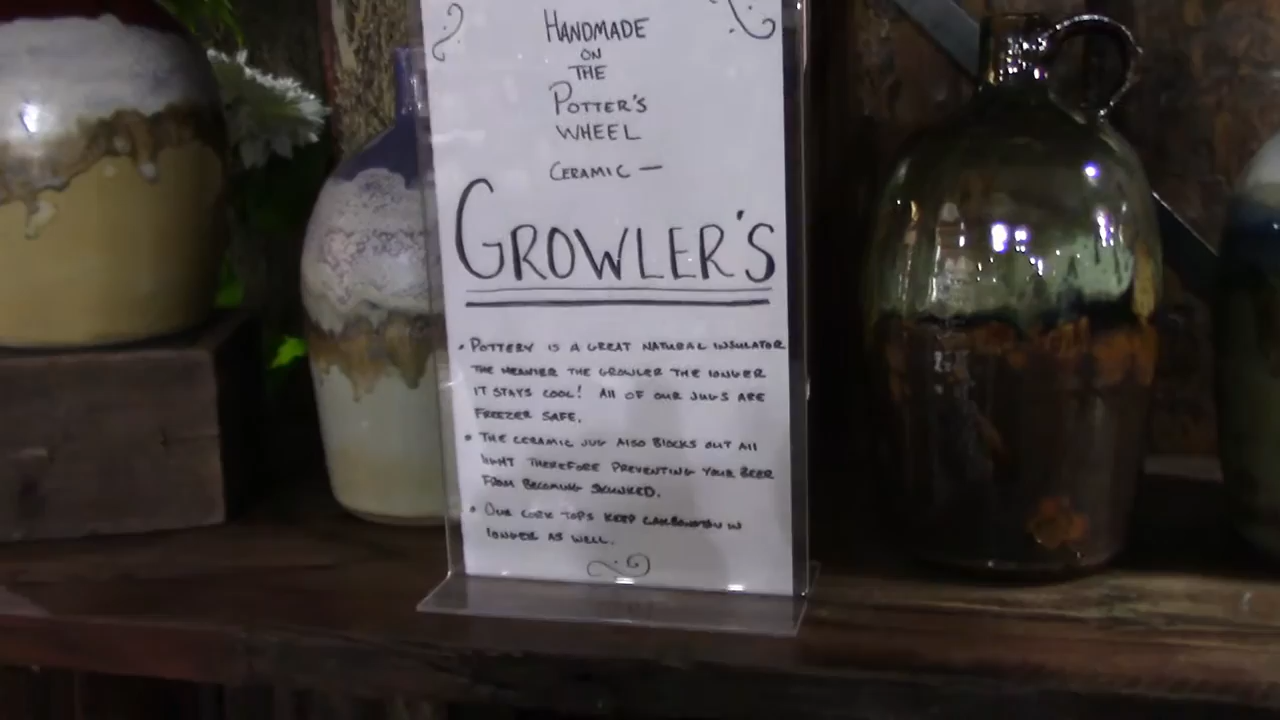 HANDMADE
ON
THE
POTTER'S
WHEEL
CERAMIC —
GROWLER'S
• POTTERY IS A GREAT NATURAL INSULATOR
THE HEAVIER THE GROWLER THE LONGER
IT STAYS COOL! All OF OUR JUGS ARE
FREEZER SAFE.
• THE CERAMIC JUG ALSO BLOCKS OUT All
lIGHT THEREFORE PREVENTING YOUR BEER
FROM BECOMING SKUNKED.
• OUR CORK TOPS KEEP CARBONATION IN
lONGER AS WELL.